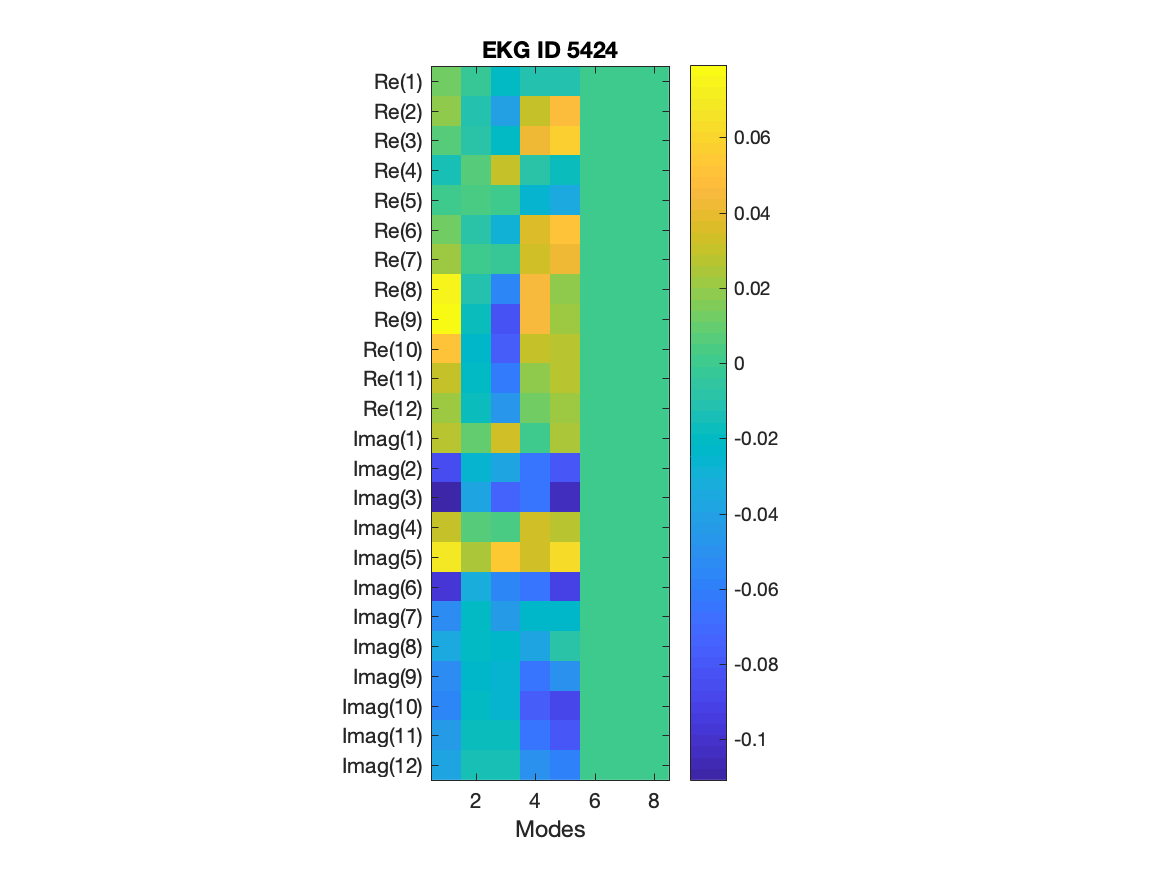 EKG ID 5424
Re(1)
Re(2)
Re(3)
Re(4)
Re(5)
Re(6)
Re(7)
Re(8)
Re(9)
Re(10)
Re(11)
Re(12)
Imag(1)
Imag(2)
Imag(3)
Imag(4)
Imag(5)
Imag(6)
Imag(7)
Imag(8)
Imag(9)
Imag(10)
Imag(11)
Imag(12)
2 4 6 8
Modes
0.06
0.04
0.02
0
-0.02
-0.04
-0.06
-0.08
-0.1